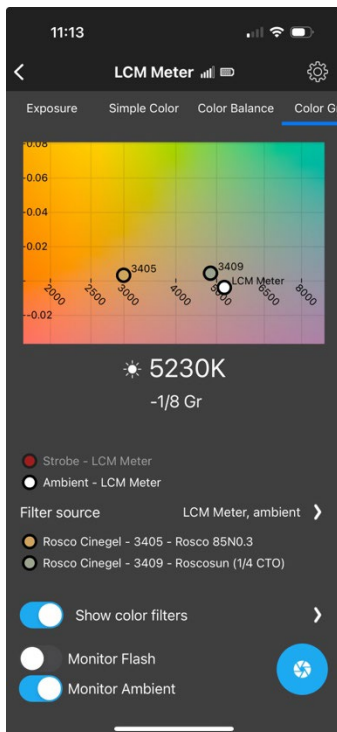 11:13
LCM Meter
Exposure Simple Color Color Balance Color Gr
-0.08
-0.06
-0.04
-0.02
3405
3409
LCM Meter
2000 2500 3000 4000 5000 6500 8000
--0.02
5230K
-1/8 Gr
Strobe - LCM Meter
Ambient - LCM Meter
Filter source LCM Meter, ambient
Rosco Cinegel - 3405 - Rosco 85N0.3
Rosco Cinegel - 3409 - Roscosun (1/4 CTO)
Show color filters
Monitor Flash
Monitor Ambient